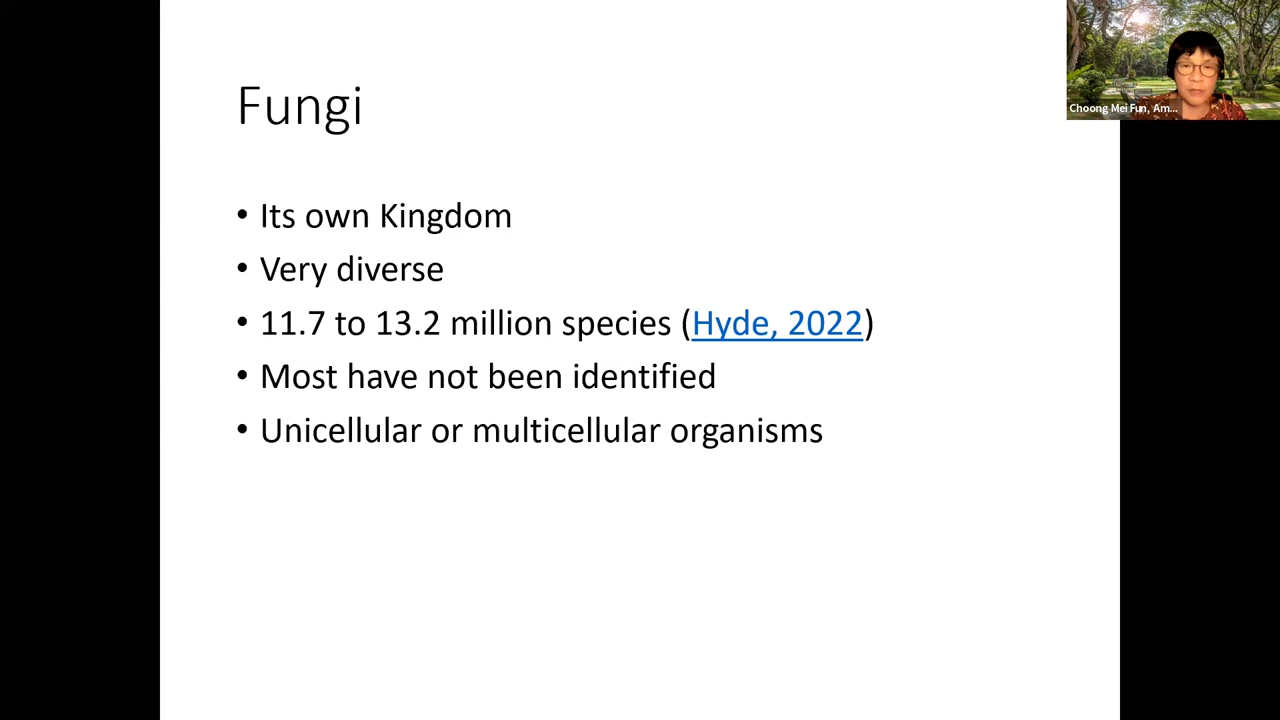 Fungi
Choong Mei Fun, Am...
• Its own Kingdom
• Very diverse
• 11.7 to 13.2 million species (Hyde, 2022)
• Most have not been identified
• Unicellular or multicellular organisms